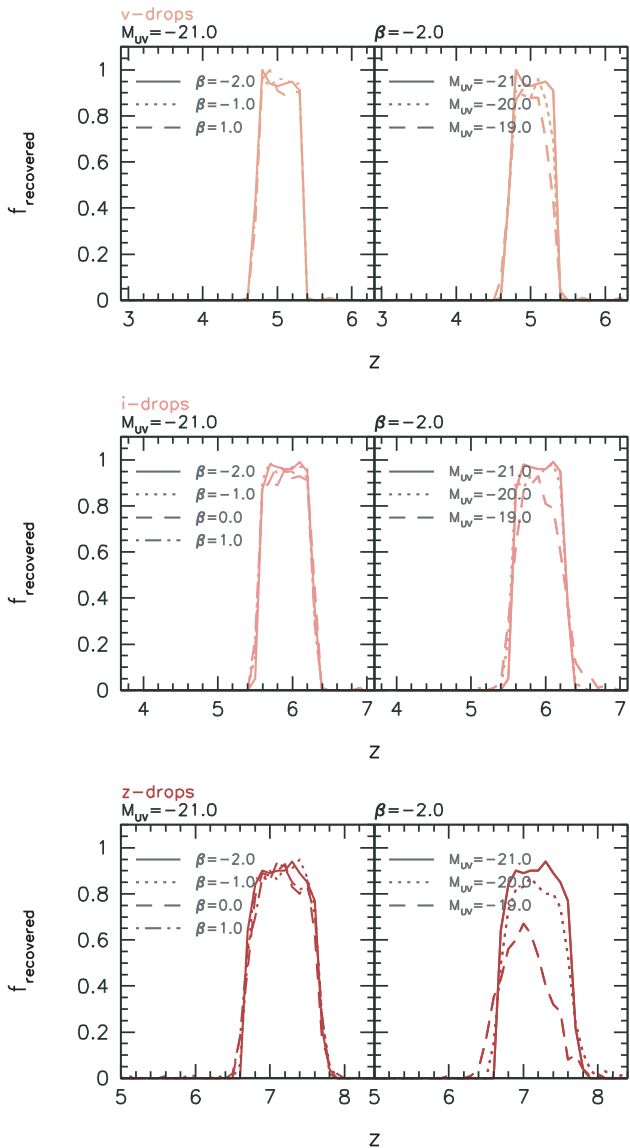 v-drops
M_UV=-21.0 β=-2.0
β=-2.0 M_UV=-21.0
β=-1.0 M_UV=-20.0
β=1.0 M_UV=-19.0
1
0.8
0.6
0.4
0.2
0
f_recovered
3 4 5 6 3 4 5 6
z z
i-drops
M_UV=-21.0 β=-2.0
β=-2.0 M_UV=-21.0
β=-1.0 M_UV=-20.0
β=0.0 M_UV=-19.0
β=1.0
1
0.8
0.6
0.4
0.2
0
f_recovered
4 5 6 7 4 5 6 7
z z
z-drops
M_UV=-21.0 β=-2.0
β=-2.0 M_UV=-21.0
β=-1.0 M_UV=-20.0
β=0.0 M_UV=-19.0
β=1.0
1
0.8
0.6
0.4
0.2
0
f_recovered
5 6 7 8 5 6 7 8
z z